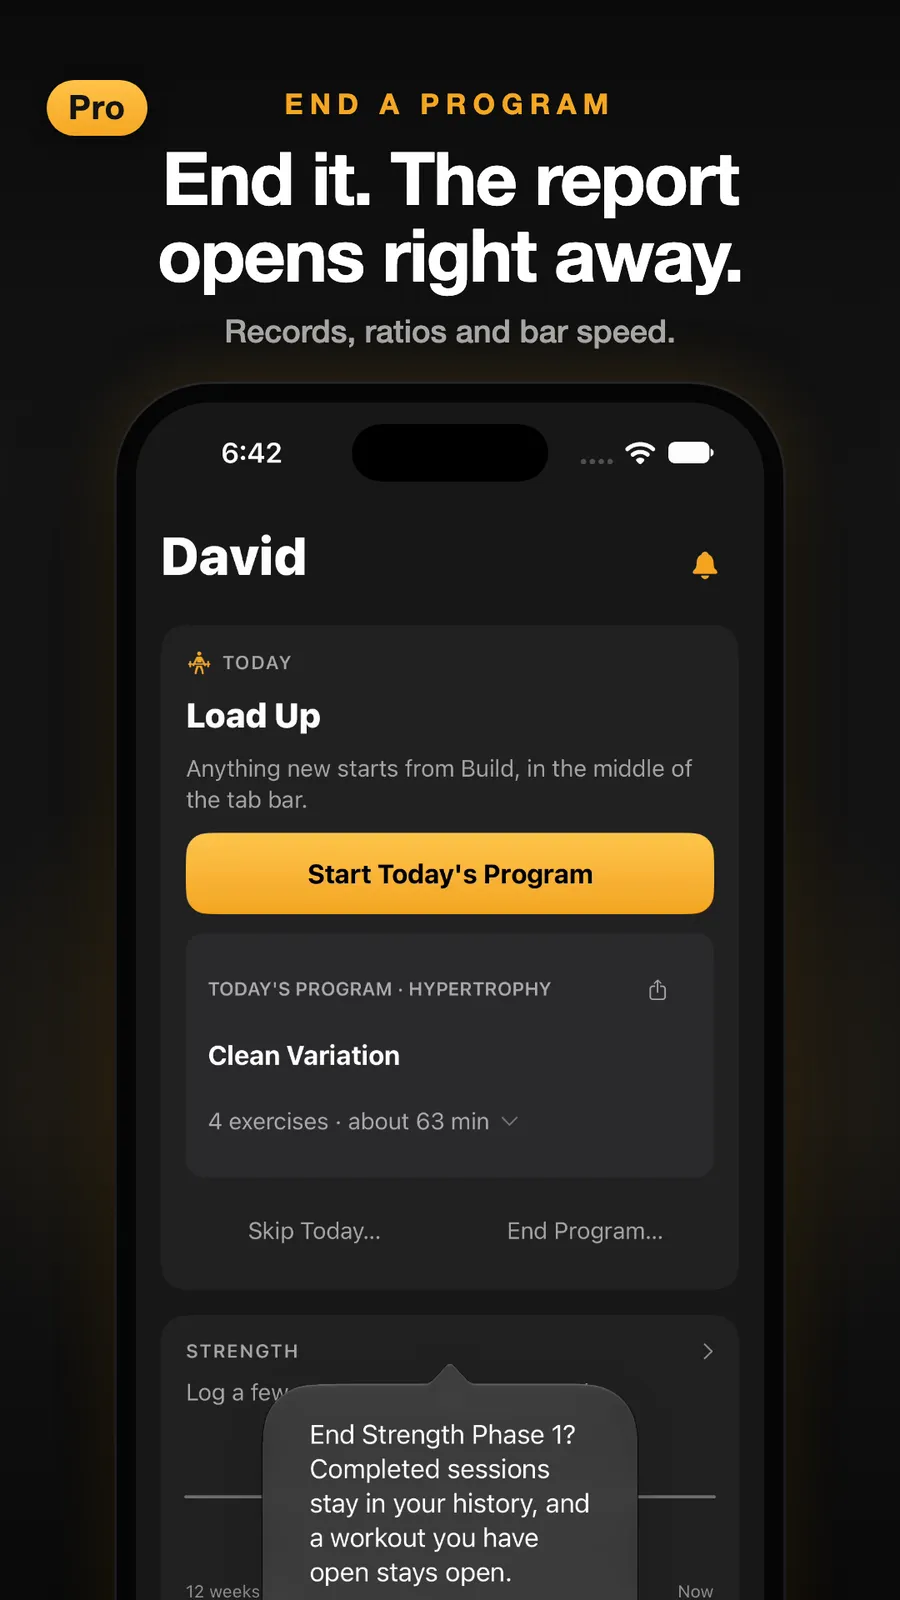 Pro
END A PROGRAM
End it. The report
opens right away.
Records, ratios and bar speed.
6:42
David
TODAY
Load Up
Anything new starts from Build, in the middle of
the tab bar.
Start Today's Program
TODAY'S PROGRAM · HYPERTROPHY
Clean Variation
4 exercises · about 63 min
Skip Today...
End Program...
STRENGTH
Log a few
End Strength Phase 1?
Completed sessions
stay in your history, and
a workout you have
open stays open.
12 weeks
Now